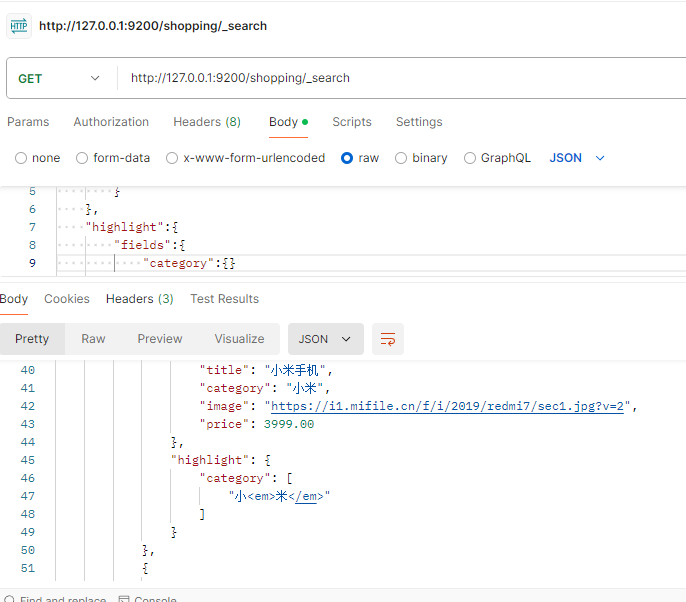 HTTP http://127.0.0.1:9200/shopping/_search
GET http://127.0.0.1:9200/shopping/_search
Params Authorization Headers (8) Body Scripts Settings
none form-data x-www-form-urlencoded raw binary GraphQL JSON
5 }
6 },
7 "highlight":{
8 "fields":{
9 "category":{}
Body Cookies Headers (3) Test Results
Pretty Raw Preview Visualize JSON
40 "title": "小米手机",
41 "category": "小米",
42 "image": "https://i1.mifile.cn/f/i/2019/redmi7/sec1.jpg?v=2",
43 "price": 3999.00
44 },
45 "highlight": {
46 "category": [
47 "小<em>米</em>"
48 ]
49 }
50 },
51 {
Find and replace Console